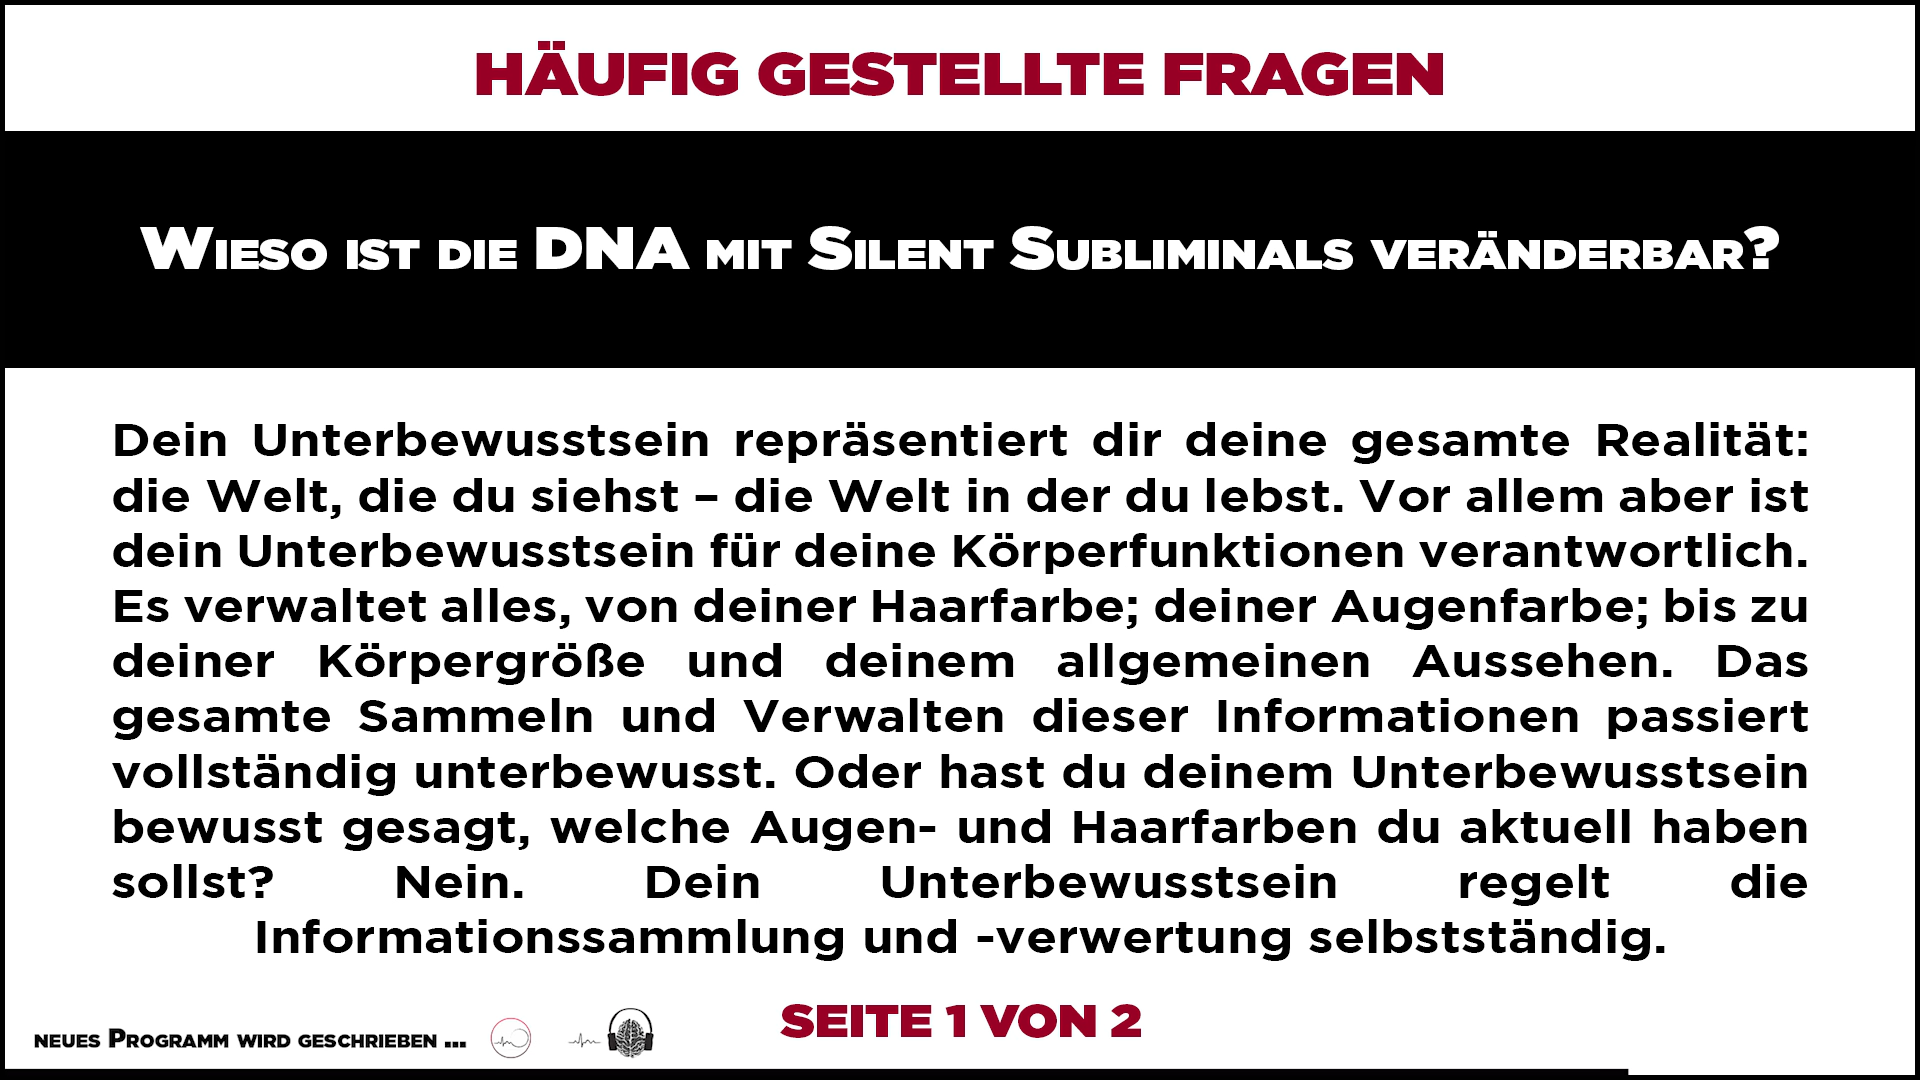 HÄUFIG GESTELLTE FRAGEN
Wieso ist die DNA mit Silent Subliminals veränderbar?
Dein Unterbewusstsein repräsentiert dir deine gesamte Realität:
die Welt, die du siehst – die Welt in der du lebst. Vor allem aber ist
dein Unterbewusstsein für deine Körperfunktionen verantwortlich.
Es verwaltet alles, von deiner Haarfarbe; deiner Augenfarbe; bis zu
deiner Körpergröße und deinem allgemeinen Aussehen. Das
gesamte Sammeln und Verwalten dieser Informationen passiert
vollständig unterbewusst. Oder hast du deinem Unterbewusstsein
bewusst gesagt, welche Augen- und Haarfarben du aktuell haben
sollst? Nein. Dein Unterbewusstsein regelt die
Informationssammlung und -verwertung selbstständig.
SEITE 1 VON 2
neues Programm wird geschrieben ...